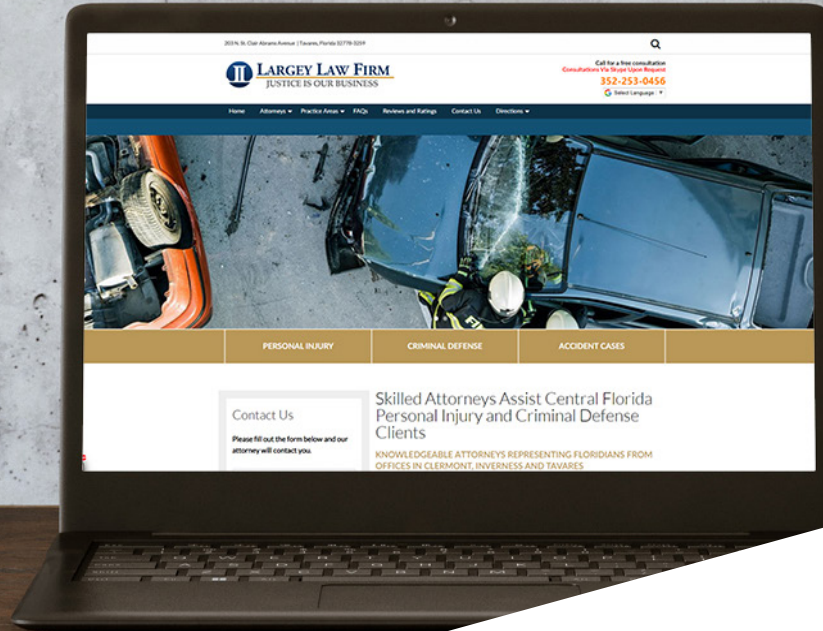 203 N. St. Clair Abrams Avenue | Tavares, Florida 32778-3259
Call for a free consultation
Consultations Via Skype Upon Request
352-253-0456
Select Language ▼
LARGEY LAW FIRM
JUSTICE IS OUR BUSINESS
Home Attorneys Practice Areas FAQs Reviews and Ratings Contact Us Directions
PERSONAL INJURY CRIMINAL DEFENSE ACCIDENT CASES
Contact Us
Please fill out the form below and our
attorney will contact you.
Skilled Attorneys Assist Central Florida
Personal Injury and Criminal Defense
Clients
KNOWLEDGEABLE ATTORNEYS REPRESENTING FLORIDIANS FROM
OFFICES IN CLERMONT, INVERNESS AND TAVARES